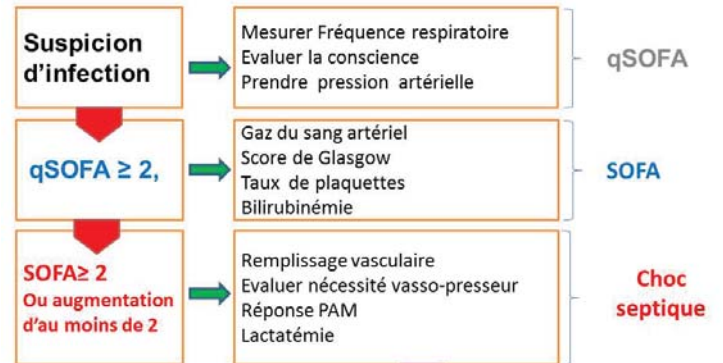 Suspicion
d'infection
Mesurer Fréquence respiratoire
Evaluer la conscience
Prendre pression artérielle
qSOFA
qSOFA ≥ 2,
Gaz du sang artériel
Score de Glasgow
Taux de plaquettes
Bilirubinémie
SOFA
SOFA≥ 2
Ou augmentation
d'au moins de 2
Remplissage vasculaire
Evaluer nécessité vasso-presseur
Réponse PAM
Lactatémie
Choc
septique